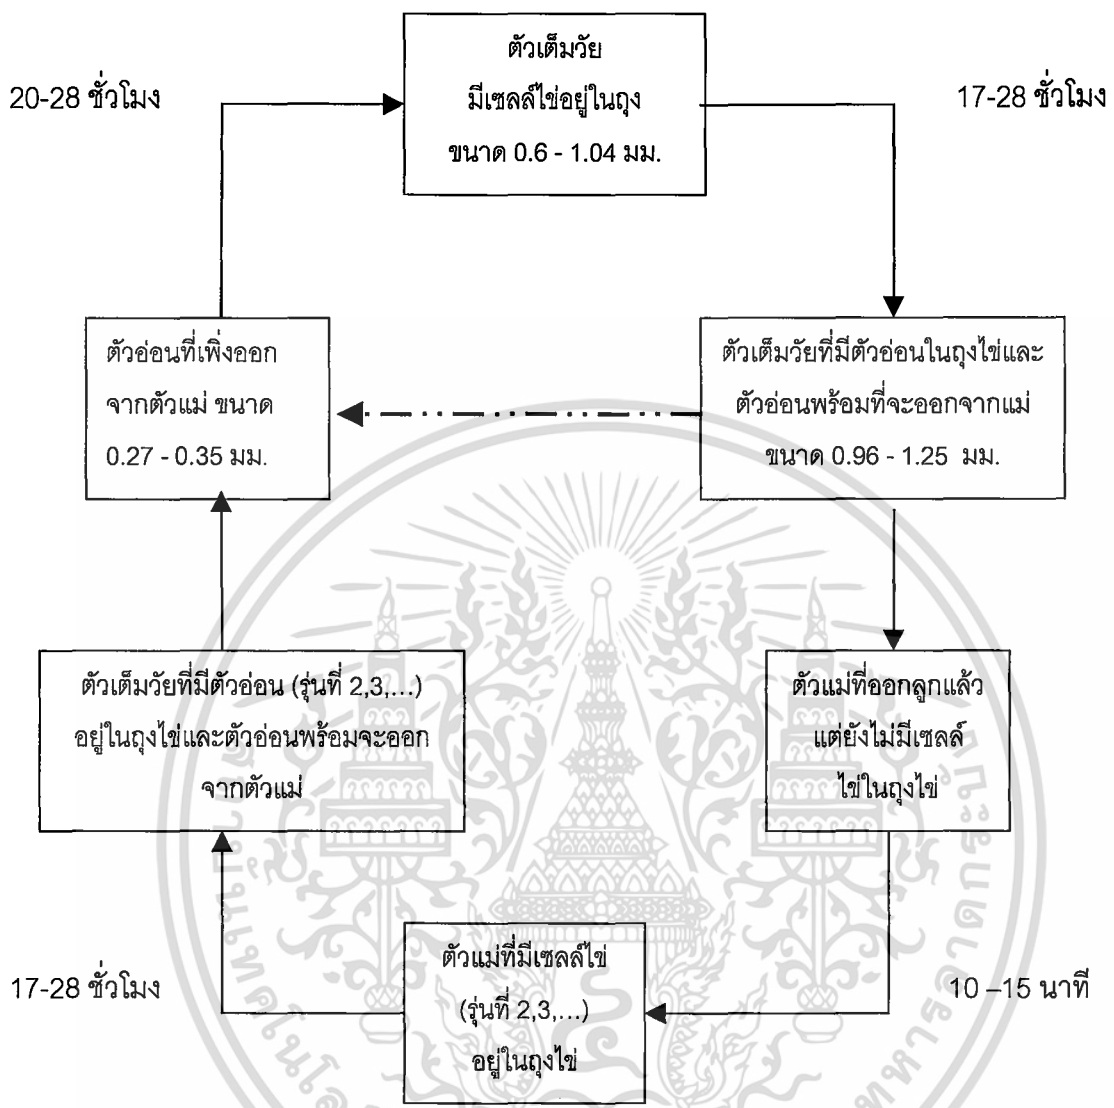 ตัวเต็มวัย
มีเซลล์ไข่อยู่ในถุง
ขนาด 0.6 - 1.04 มม.
20-28 ชั่วโมง
17-28 ชั่วโมง
ตัวอ่อนที่เพิ่งออก
จากตัวแม่ ขนาด
0.27 - 0.35 มม.
ตัวเต็มวัยที่มีตัวอ่อนในถุงไข่และ
ตัวอ่อนพร้อมที่จะออกจากแม่
ขนาด 0.96 - 1.25 มม.
ตัวเต็มวัยที่มีตัวอ่อน (รุ่นที่ 2,3,...)
อยู่ในถุงไข่และตัวอ่อนพร้อมจะออก
จากตัวแม่
ตัวแม่ที่ออกลูกแล้ว
แต่ยังไม่มีเซลล์
ไข่ในถุงไข่
ตัวแม่ที่มีเซลล์ไข่
(รุ่นที่ 2,3,...)
อยู่ในถุงไข่
17-28 ชั่วโมง
10 –15 นาที